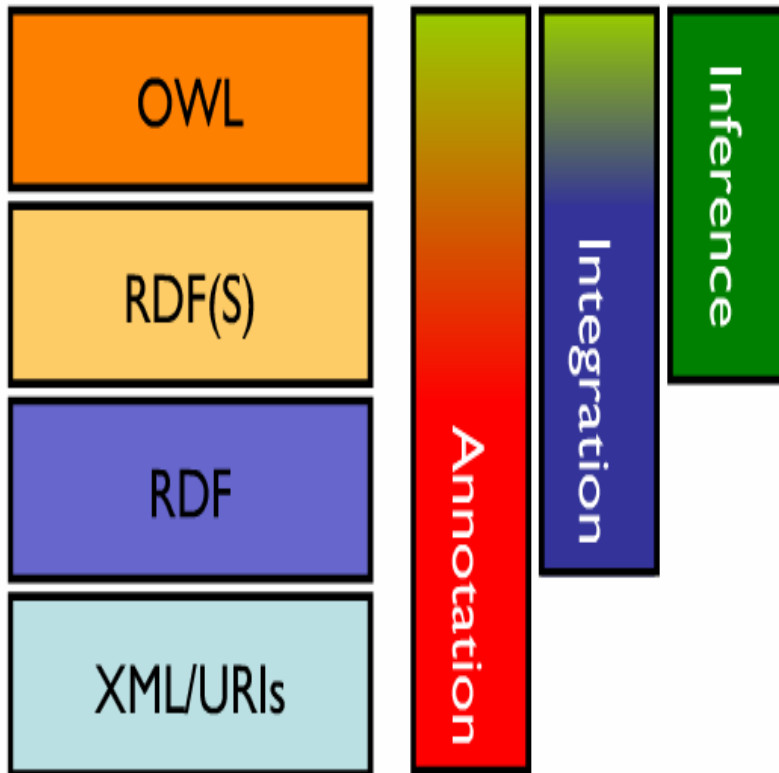 OWL
RDF(S)
RDF
XML/URIs
Annotation
Integration
Inference